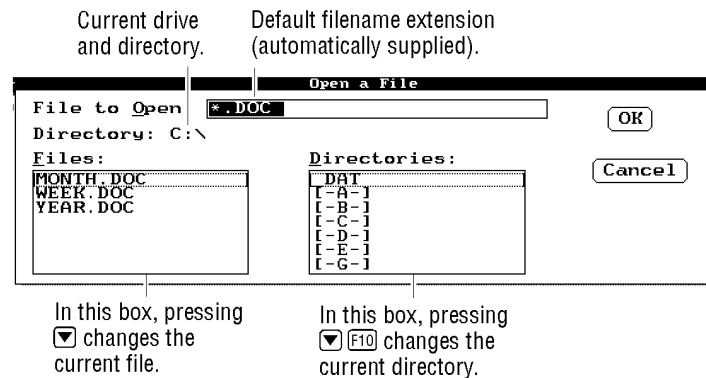 Current drive
and directory.
Default filename extension
(automatically supplied).
Open a File
File to Open *.DOC
OK
Directory: C:\
Files:
MONTH.DOC
WEEK.DOC
YEAR.DOC
Directories:
_DAT
[-A-]
[-B-]
[-C-]
[-D-]
[-E-]
[-G-]
Cancel
In this box, pressing
▼ changes the
current file.
In this box, pressing
▼ F10 changes the
current directory.